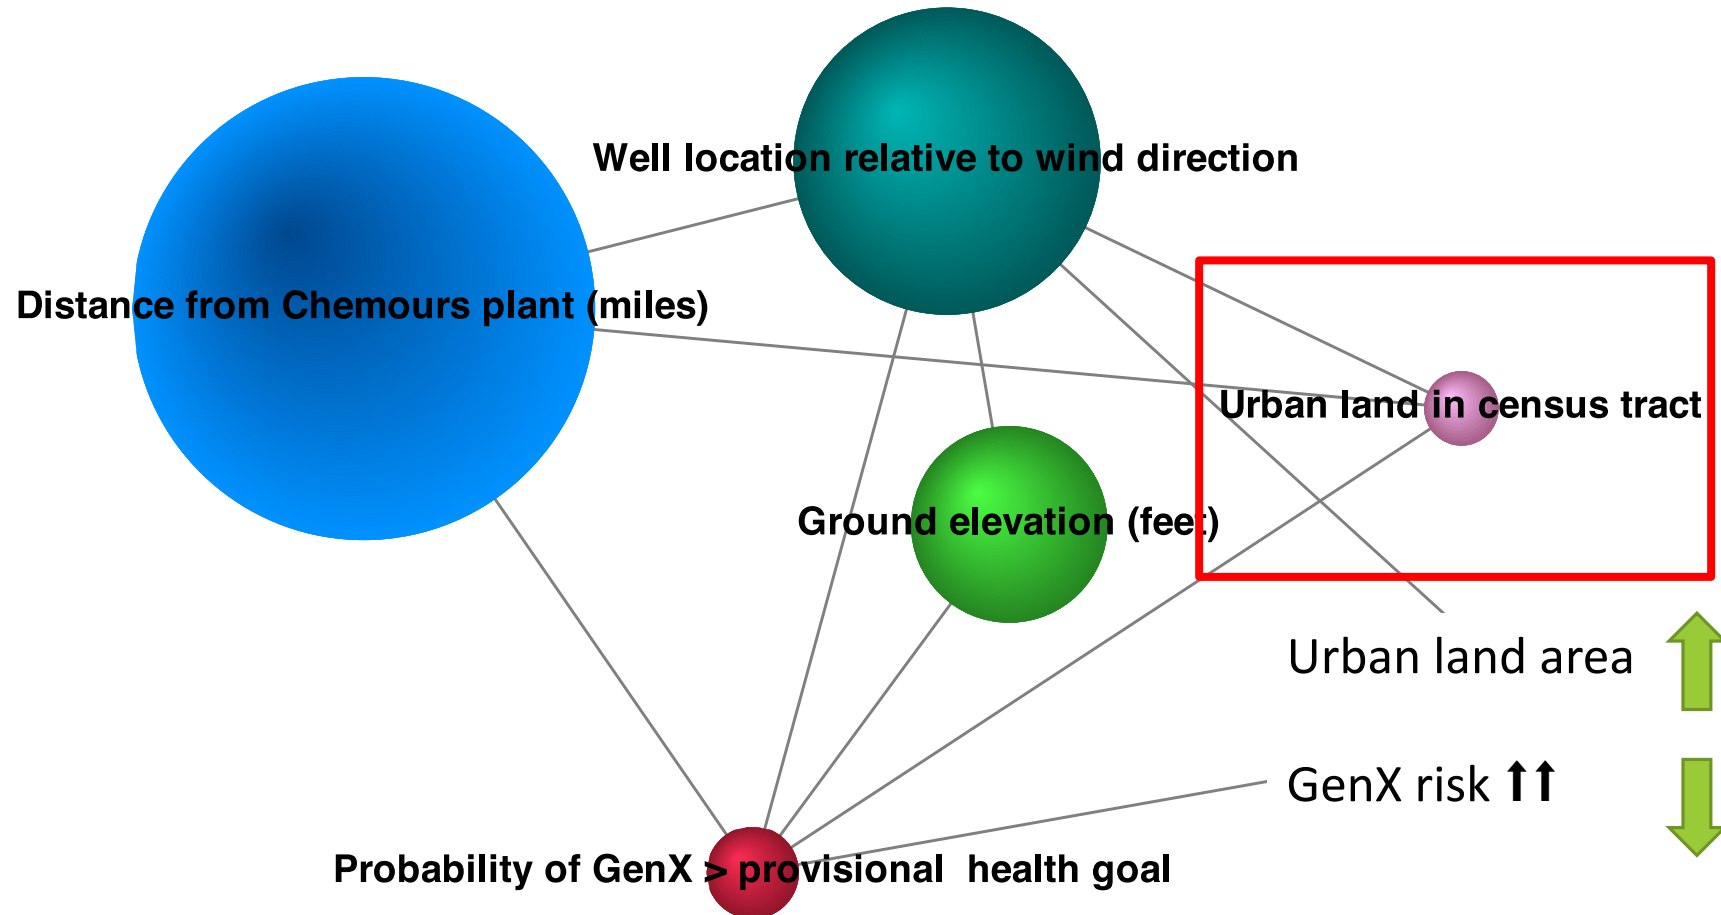 Well location relative to wind direction
Distance from Chemours plant (miles)
Urban land in census tract
Ground elevation (feet)
Urban land area
GenX risk ⬆⬆
Probability of GenX > provisional  health goal